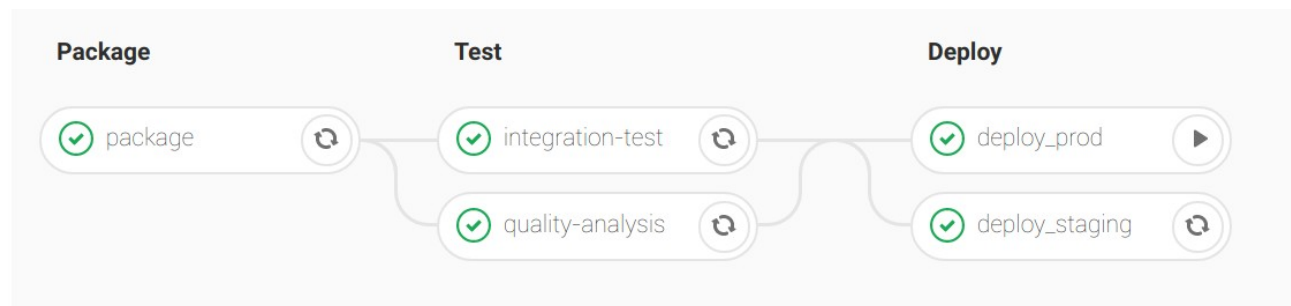 Package Test Deploy
package integration-test deploy_prod
quality-analysis deploy_staging